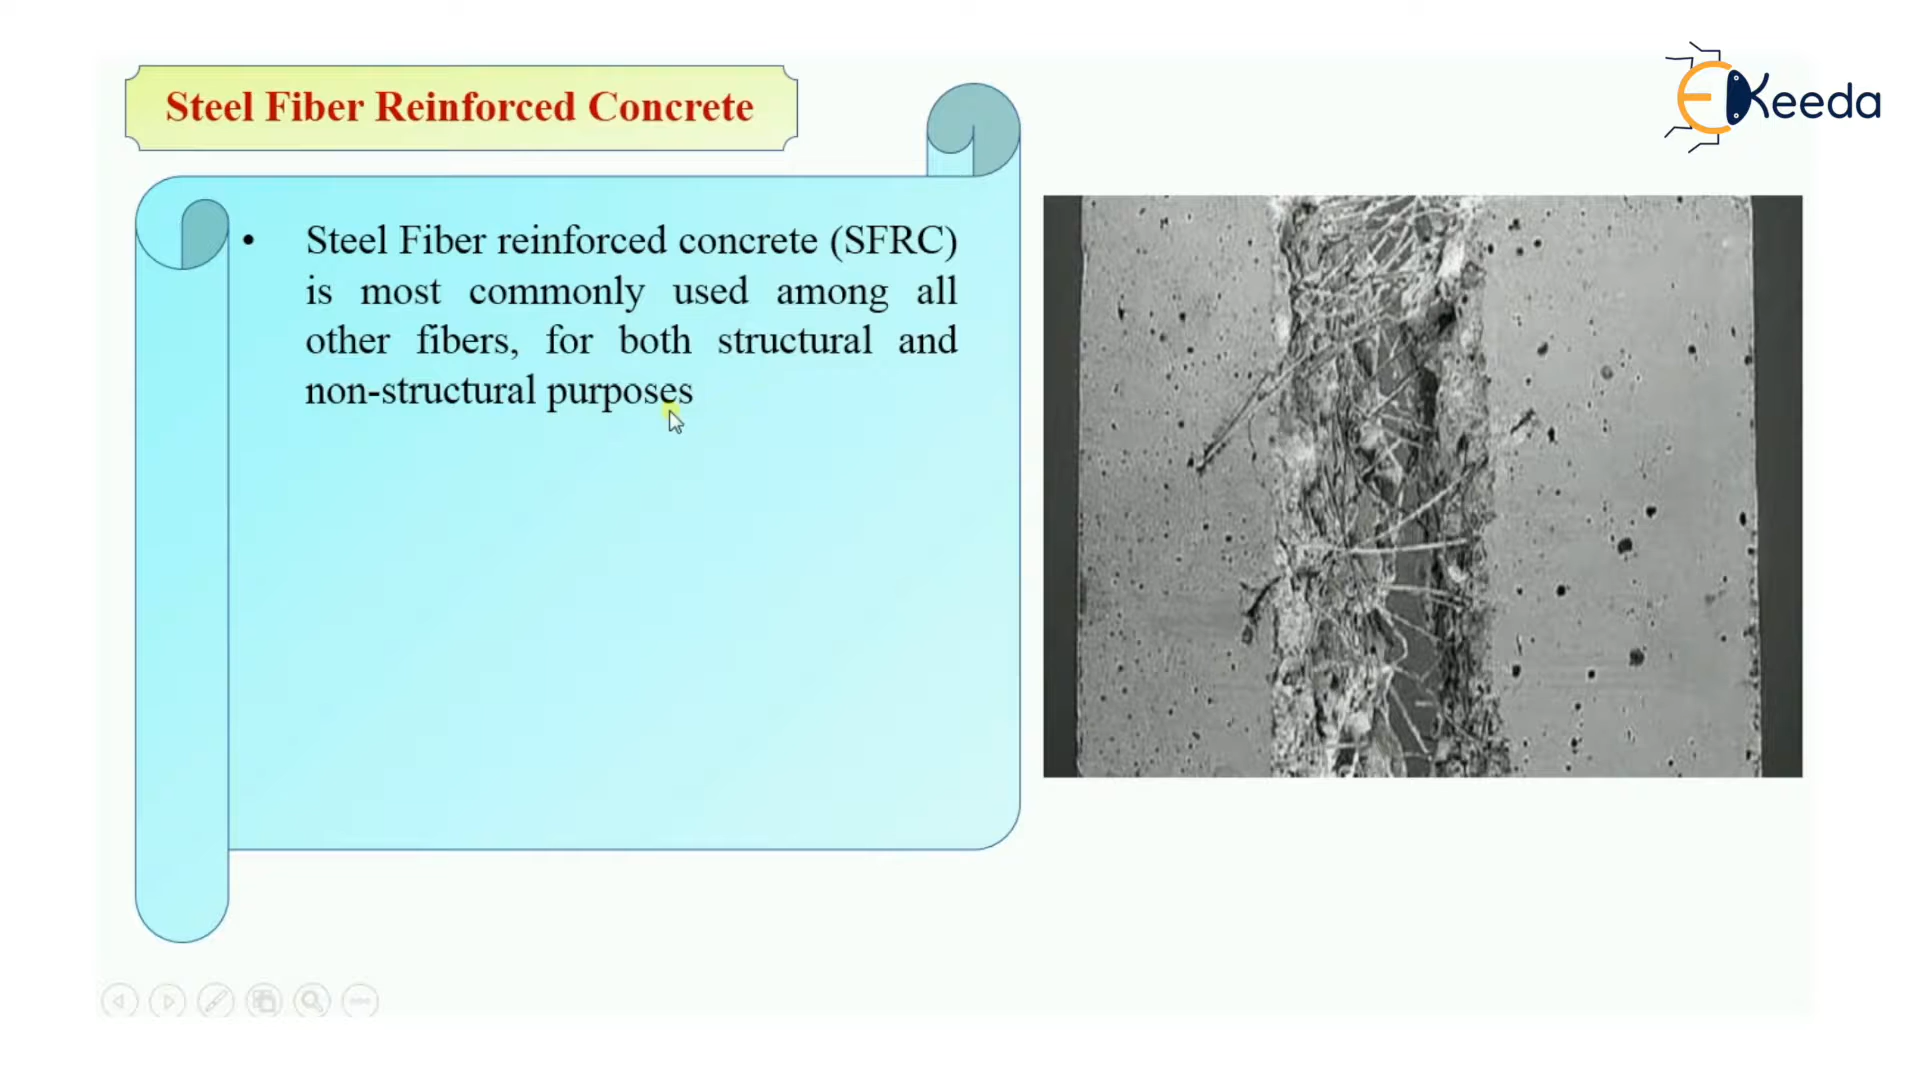 Steel Fiber Reinforced Concrete
EKeeda
• Steel Fiber reinforced concrete (SFRC)
is most commonly used among all
other fibers, for both structural and
non-structural purposes